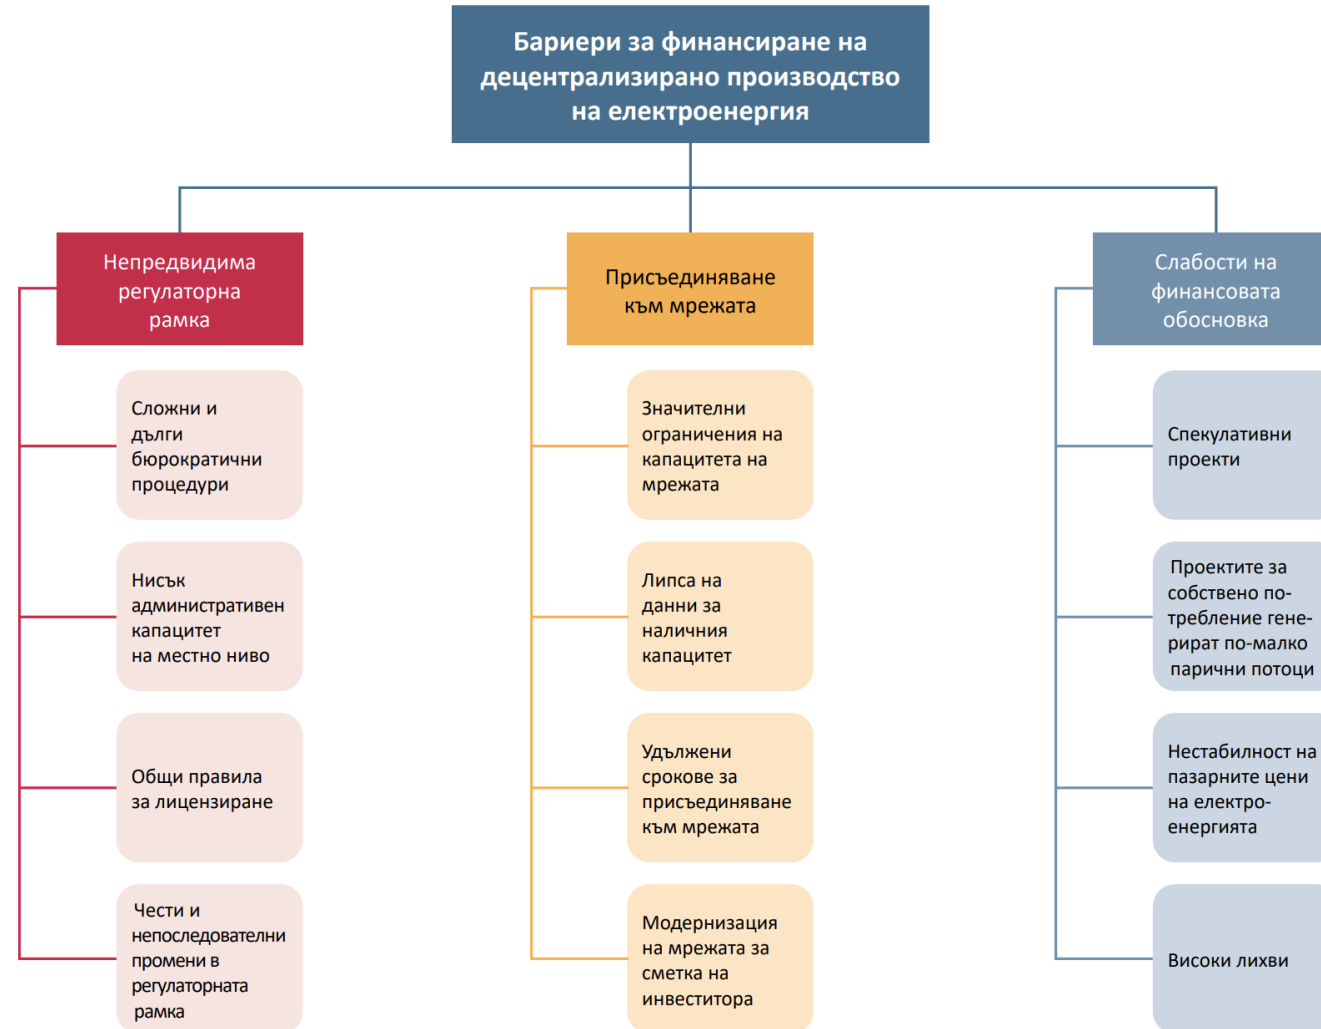 Бариери за финансиране на
децентрализирано производство
на електроенергия
Непредвидима
регулаторна
рамка
Сложни и
дълги
бюрократични
процедури
Нисък
административен
капацитет
на местно ниво
Общи правила
за лицензиране
Чести и
непоследователни
промени в
регулаторната
рамка
Присъединяване
към мрежата
Значителни
ограничения на
капацитета на
мрежата
Липса на
данни за
наличния
капацитет
Удължени
срокове за
присъединяване
към мрежата
Модернизация
на мрежата за
сметка на
инвеститора
Слабости на
финансовата
обосновка
Спекулативни
проекти
Проектите за
собствено по-
требление гене-
рират по-малко
парични потоци
Нестабилност на
пазарните цени
на електро-
енергията
Високи лихви